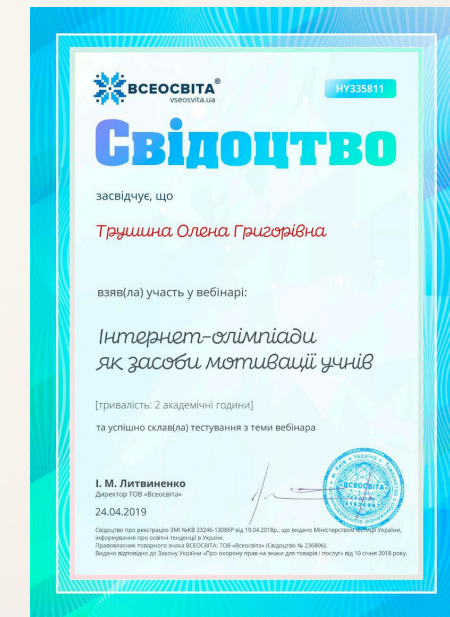 ВСЕОСВІТА®
vseosvita.ua
HY335811
Свідоцтво
засвідчує, що
Трушина Олена Григорівна
взяв(ла) участь у вебінарі:
Інтернет-олімпіади
як засоби мотивації учнів
[тривалість: 2 академічні години]
та успішно склав(ла) тестування з теми вебінара
І. М. Литвиненко
Директор ТОВ «Всеосвіта»
24.04.2019
ВСЕОСВІТА
Свідоцтво про реєстрацію ЗМІ №КВ 23246-13086Р від 19.04.2018р., що видано Міністерством юстиції України,
інформування про освітні тенденції в Україні.
Правовласник товарного знака ВСЕОСВІТА: ТОВ «Всеосвіта» (Свідоцтво № 236906).
Видано відповідно до Закону України «Про охорону прав на знаки для товарів і послуг» від 10 січня 2018 року.